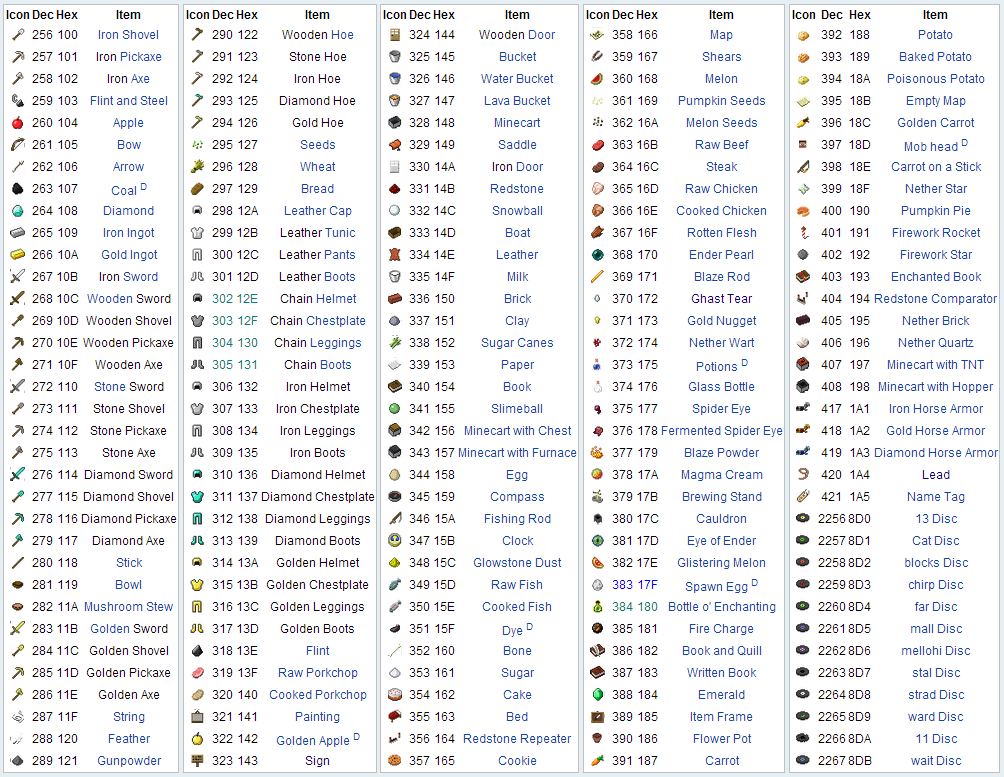 Icon Dec Hex Item
256 100 Iron Shovel
257 101 Iron Pickaxe
258 102 Iron Axe
259 103 Flint and Steel
260 104 Apple
261 105 Bow
262 106 Arrow
263 107 Coal D
264 108 Diamond
265 109 Iron Ingot
266 10A Gold Ingot
267 10B Iron Sword
268 10C Wooden Sword
269 10D Wooden Shovel
270 10E Wooden Pickaxe
271 10F Wooden Axe
272 110 Stone Sword
273 111 Stone Shovel
274 112 Stone Pickaxe
275 113 Stone Axe
276 114 Diamond Sword
277 115 Diamond Shovel
278 116 Diamond Pickaxe
279 117 Diamond Axe
280 118 Stick
281 119 Bowl
282 11A Mushroom Stew
283 11B Golden Sword
284 11C Golden Shovel
285 11D Golden Pickaxe
286 11E Golden Axe
287 11F String
288 120 Feather
289 121 Gunpowder
Icon Dec Hex Item
290 122 Wooden Hoe
291 123 Stone Hoe
292 124 Iron Hoe
293 125 Diamond Hoe
294 126 Gold Hoe
295 127 Seeds
296 128 Wheat
297 129 Bread
298 12A Leather Cap
299 12B Leather Tunic
300 12C Leather Pants
301 12D Leather Boots
302 12E Chain Helmet
303 12F Chain Chestplate
304 130 Chain Leggings
305 131 Chain Boots
306 132 Iron Helmet
307 133 Iron Chestplate
308 134 Iron Leggings
309 135 Iron Boots
310 136 Diamond Helmet
311 137 Diamond Chestplate
312 138 Diamond Leggings
313 139 Diamond Boots
314 13A Golden Helmet
315 13B Golden Chestplate
316 13C Golden Leggings
317 13D Golden Boots
318 13E Flint
319 13F Raw Porkchop
320 140 Cooked Porkchop
321 141 Painting
322 142 Golden Apple D
323 143 Sign
Icon Dec Hex Item
324 144 Wooden Door
325 145 Bucket
326 146 Water Bucket
327 147 Lava Bucket
328 148 Minecart
329 149 Saddle
330 14A Iron Door
331 14B Redstone
332 14C Snowball
333 14D Boat
334 14E Leather
335 14F Milk
336 150 Brick
337 151 Clay
338 152 Sugar Canes
339 153 Paper
340 154 Book
341 155 Slimeball
342 156 Minecart with Chest
343 157 Minecart with Furnace
344 158 Egg
345 159 Compass
346 15A Fishing Rod
347 15B Clock
348 15C Glowstone Dust
349 15D Raw Fish
350 15E Cooked Fish
351 15F Dye D
352 160 Bone
353 161 Sugar
354 162 Cake
355 163 Bed
356 164 Redstone Repeater
357 165 Cookie
Icon Dec Hex Item
358 166 Map
359 167 Shears
360 168 Melon
361 169 Pumpkin Seeds
362 16A Melon Seeds
363 16B Raw Beef
364 16C Steak
365 16D Raw Chicken
366 16E Cooked Chicken
367 16F Rotten Flesh
368 170 Ender Pearl
369 171 Blaze Rod
370 172 Ghast Tear
371 173 Gold Nugget
372 174 Nether Wart
373 175 Potions D
374 176 Glass Bottle
375 177 Spider Eye
376 178 Fermented Spider Eye
377 179 Blaze Powder
378 17A Magma Cream
379 17B Brewing Stand
380 17C Cauldron
381 17D Eye of Ender
382 17E Glistering Melon
383 17F Spawn Egg D
384 180 Bottle o' Enchanting
385 181 Fire Charge
386 182 Book and Quill
387 183 Written Book
388 184 Emerald
389 185 Item Frame
390 186 Flower Pot
391 187 Carrot
Icon Dec Hex Item
392 188 Potato
393 189 Baked Potato
394 18A Poisonous Potato
395 18B Empty Map
396 18C Golden Carrot
397 18D Mob head D
398 18E Carrot on a Stick
399 18F Nether Star
400 190 Pumpkin Pie
401 191 Firework Rocket
402 192 Firework Star
403 193 Enchanted Book
404 194 Redstone Comparator
405 195 Nether Brick
406 196 Nether Quartz
407 197 Minecart with TNT
408 198 Minecart with Hopper
417 1A1 Iron Horse Armor
418 1A2 Gold Horse Armor
419 1A3 Diamond Horse Armor
420 1A4 Lead
421 1A5 Name Tag
2256 8D0 13 Disc
2257 8D1 Cat Disc
2258 8D2 blocks Disc
2259 8D3 chirp Disc
2260 8D4 far Disc
2261 8D5 mall Disc
2262 8D6 mellohi Disc
2263 8D7 stal Disc
2264 8D8 strad Disc
2265 8D9 ward Disc
2266 8DA 11 Disc
2267 8DB wait Disc